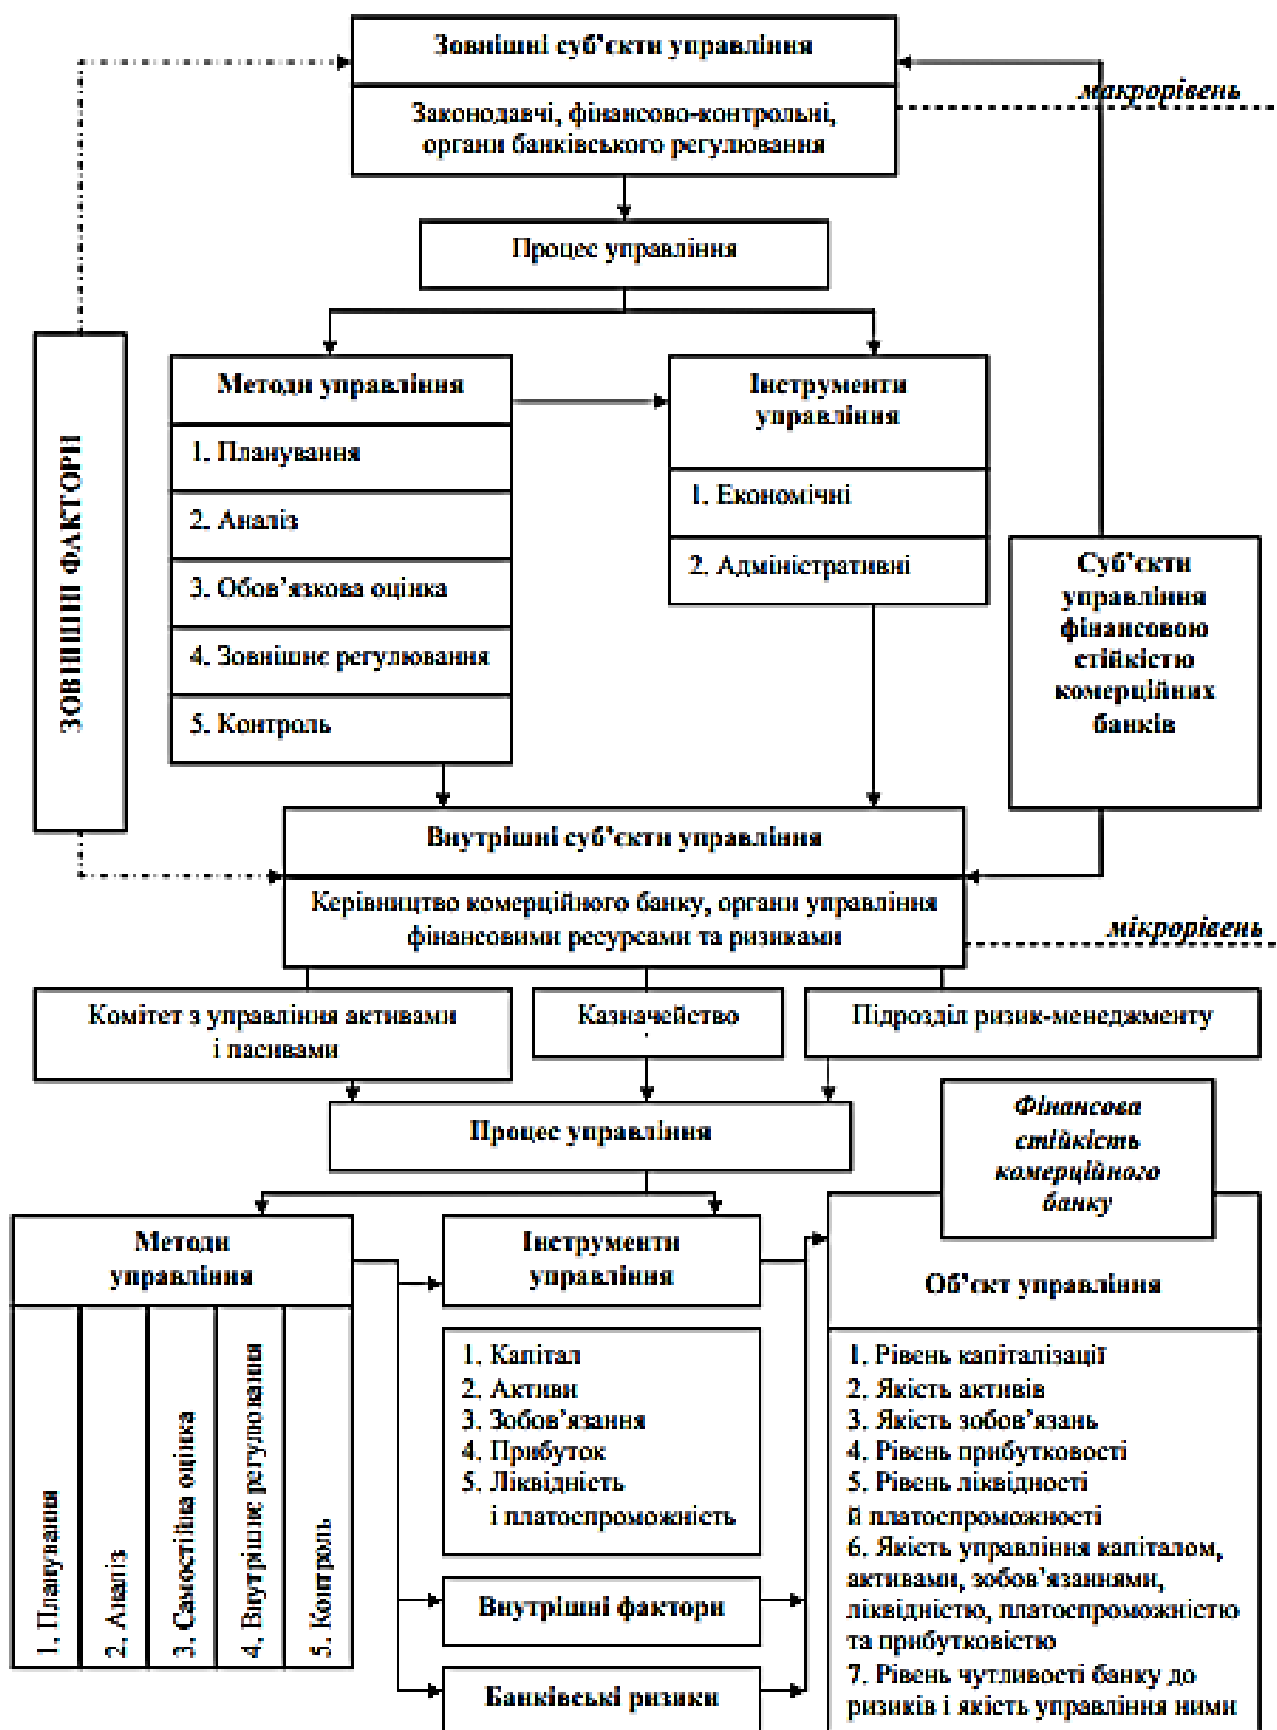 Зовнішні суб’єкти управління
макрорівень
Законодавчі, фінансово-контрольні,
органи банківського регулювання
Процес управління
ЗОВНІШНІ ФАКТОРИ
Методи управління
1. Планування
2. Аналіз
3. Обов’язкова оцінка
4. Зовнішнє регулювання
5. Контроль
Інструменти
управління
1. Економічні
2. Адміністративні
Суб’єкти
управління
фінансовою
стійкістю
комерційних
банків
Внутрішні суб’єкти управління
Керівництво комерційного банку, органи управління
фінансовими ресурсами та ризиками
мікрорівень
Комітет з управління активами
і пасивами
Казначейство
Підрозділ ризик-менеджменту
Процес управління
Фінансова
стійкість
комерційного
банку
Методи
управління
1. Планування
2. Аналіз
3. Самостійна оцінка
4. Внутрішнє регулювання
5. Контроль
Інструменти
управління
1. Капітал
2. Активи
3. Зобов’язання
4. Прибуток
5. Ліквідність
і платоспроможність
Внутрішні фактори
Банківські ризики
Об’єкт управління
1. Рівень капіталізації
2. Якість активів
3. Якість зобов’язань
4. Рівень прибутковості
5. Рівень ліквідності
й платоспроможності
6. Якість управління капіталом,
активами, зобов’язаннями,
ліквідністю, платоспроможністю
та прибутковістю
7. Рівень чутливості банку до
ризиків і якість управління ними